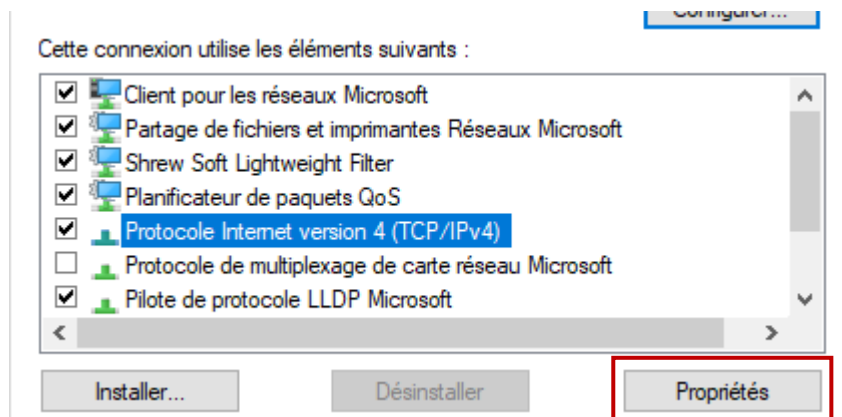 Configurer...
Cette connexion utilise les éléments suivants :
Client pour les réseaux Microsoft
Partage de fichiers et imprimantes Réseaux Microsoft
Shrew Soft Lightweight Filter
Planificateur de paquets QoS
Protocole Internet version 4 (TCP/IPv4)
Protocole de multiplexage de carte réseau Microsoft
Pilote de protocole LLDP Microsoft
Installer... Désinstaller Propriétés